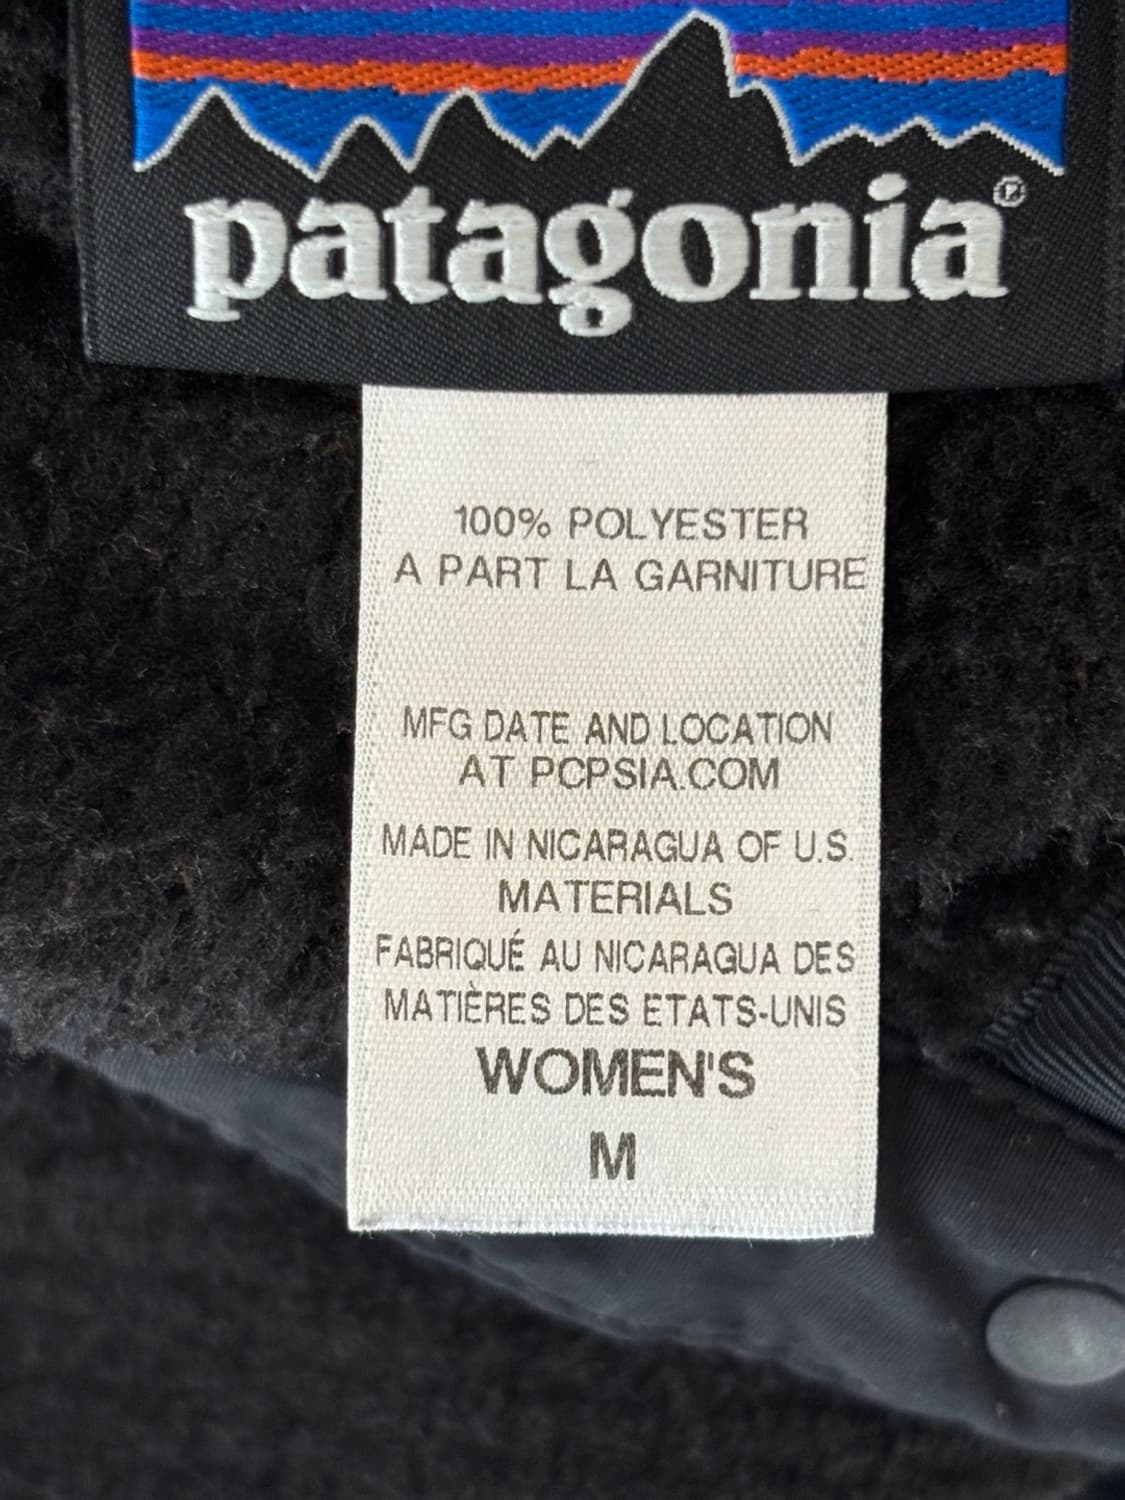 patagonia®
100% POLYESTER
A PART LA GARNITURE
MFG DATE AND LOCATION
AT PCPSIA.COM
MADE IN NICARAGUA OF U.S.
MATERIALS
FABRIQUÉ AU NICARAGUA DES
MATIÈRES DES ETATS-UNIS
WOMEN'S
M